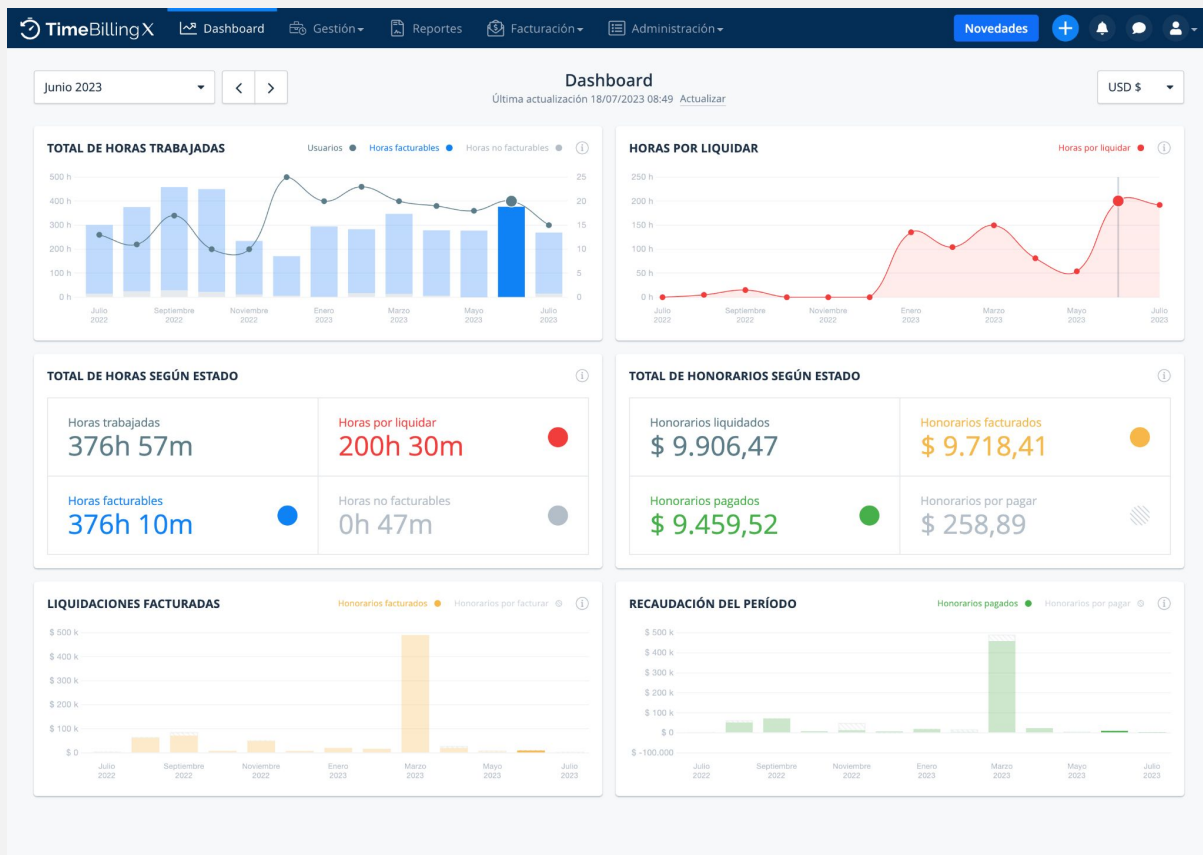 TimeBillingX Dashboard Gestión Reportes Facturación Administración Novedades
Junio 2023
Dashboard
Última actualización 18/07/2023 08:49 Actualizar
USD $
TOTAL DE HORAS TRABAJADAS Usuarios Horas facturables Horas no facturables
500 h 25
400 h 20
300 h 15
200 h 10
100 h 5
0 h 0
Julio 2022 Septiembre 2022 Noviembre 2022 Enero 2023 Marzo 2023 Mayo 2023 Julio 2023
HORAS POR LIQUIDAR Horas por liquidar
250 h
200 h
150 h
100 h
50 h
0 h
Julio 2022 Septiembre 2022 Noviembre 2022 Enero 2023 Marzo 2023 Mayo 2023 Julio 2023
TOTAL DE HORAS SEGÚN ESTADO
Horas trabajadas
376h 57m
Horas por liquidar
200h 30m
Horas facturables
376h 10m
Horas no facturables
0h 47m
TOTAL DE HONORARIOS SEGÚN ESTADO
Honorarios liquidados
$ 9.906,47
Honorarios facturados
$ 9.718,41
Honorarios pagados
$ 9.459,52
Honorarios por pagar
$ 258,89
LIQUIDACIONES FACTURADAS Honorarios facturados Honorarios por facturar
$ 500 k
$ 400 k
$ 300 k
$ 200 k
$ 100 k
$ 0
Julio 2022 Septiembre 2022 Noviembre 2022 Enero 2023 Marzo 2023 Mayo 2023 Julio 2023
RECAUDACIÓN DEL PERÍODO Honorarios pagados Honorarios por pagar
$ 500 k
$ 400 k
$ 300 k
$ 200 k
$ 100 k
$ 0
$ -100.000
Julio 2022 Septiembre 2022 Noviembre 2022 Enero 2023 Marzo 2023 Mayo 2023 Julio 2023